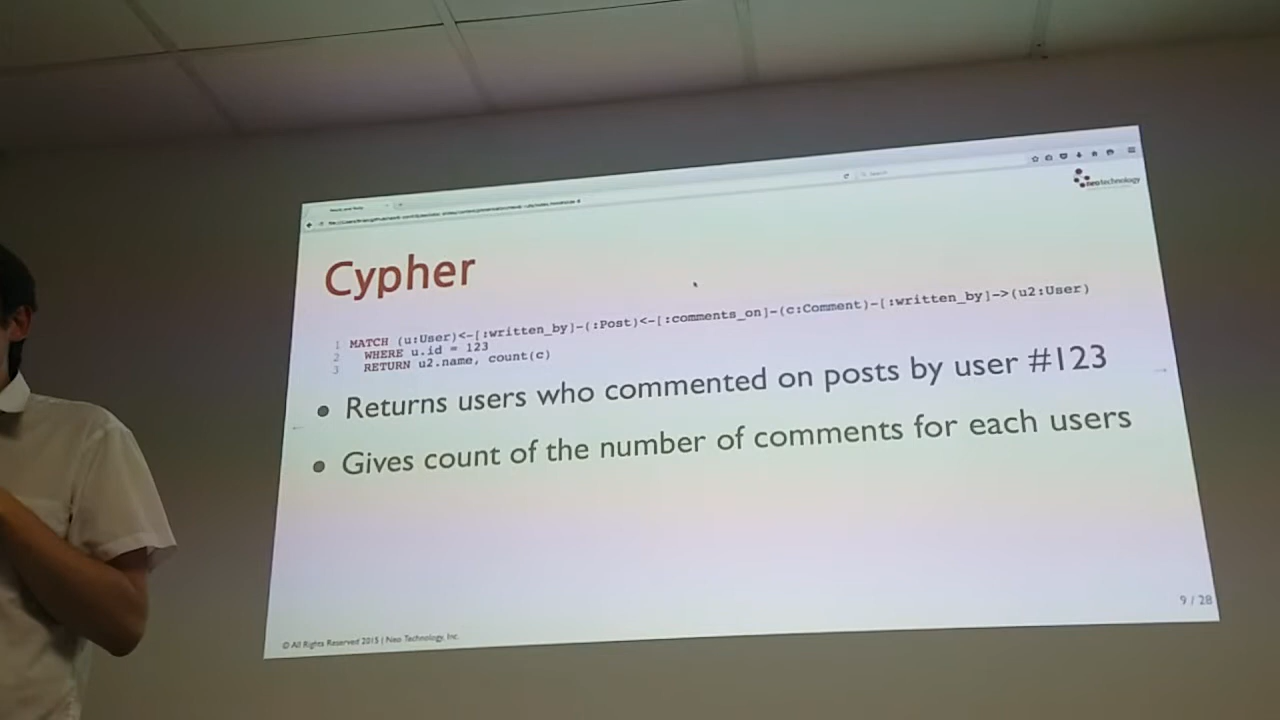 Search
neotechnology
Cypher
1 MATCH (u:User)<-[:written_by]-(:Post)<-[:comments_on]-(c:Comment)-[:written_by]->(u2:User)
2 WHERE u.id = 123
3 RETURN u2.name, count(c)
• Returns users who commented on posts by user #123
• Gives count of the number of comments for each users
9 / 28
© All Rights Reserved 2015 | Neo Technology, Inc.